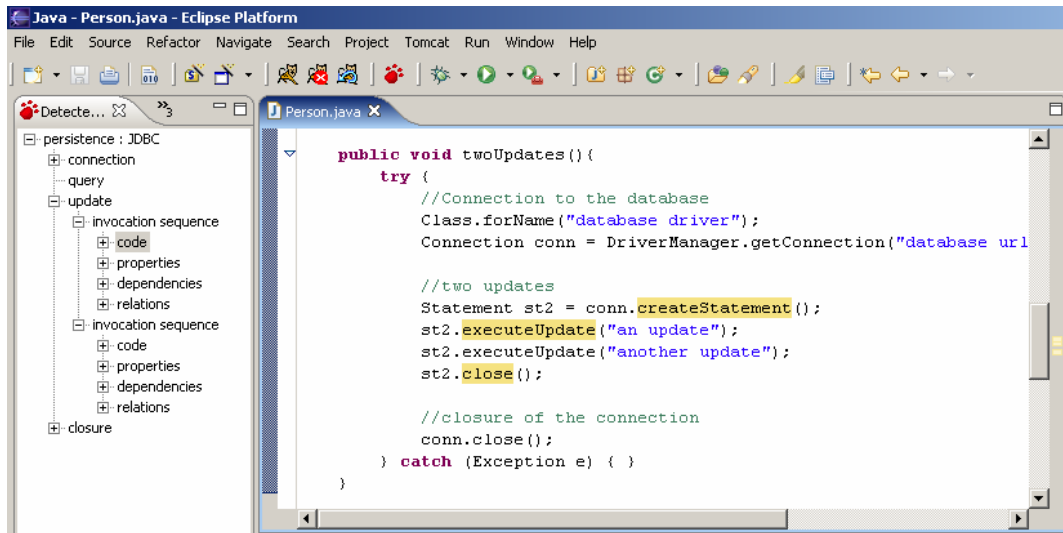 Java - Person.java - Eclipse Platform
File Edit Source Refactor Navigate Search Project Tomcat Run Window Help
010
Detecte... »3
persistence : JDBC
connection
query
update
invocation sequence
code
properties
dependencies
relations
invocation sequence
code
properties
dependencies
relations
closure
Person.java
public void twoUpdates(){
try {
//Connection to the database
Class.forName("database driver");
Connection conn = DriverManager.getConnection("database url
//two updates
Statement st2 = conn.createStatement();
st2.executeUpdate("an update");
st2.executeUpdate("another update");
st2.close();
//closure of the connection
conn.close();
} catch (Exception e) { }
}